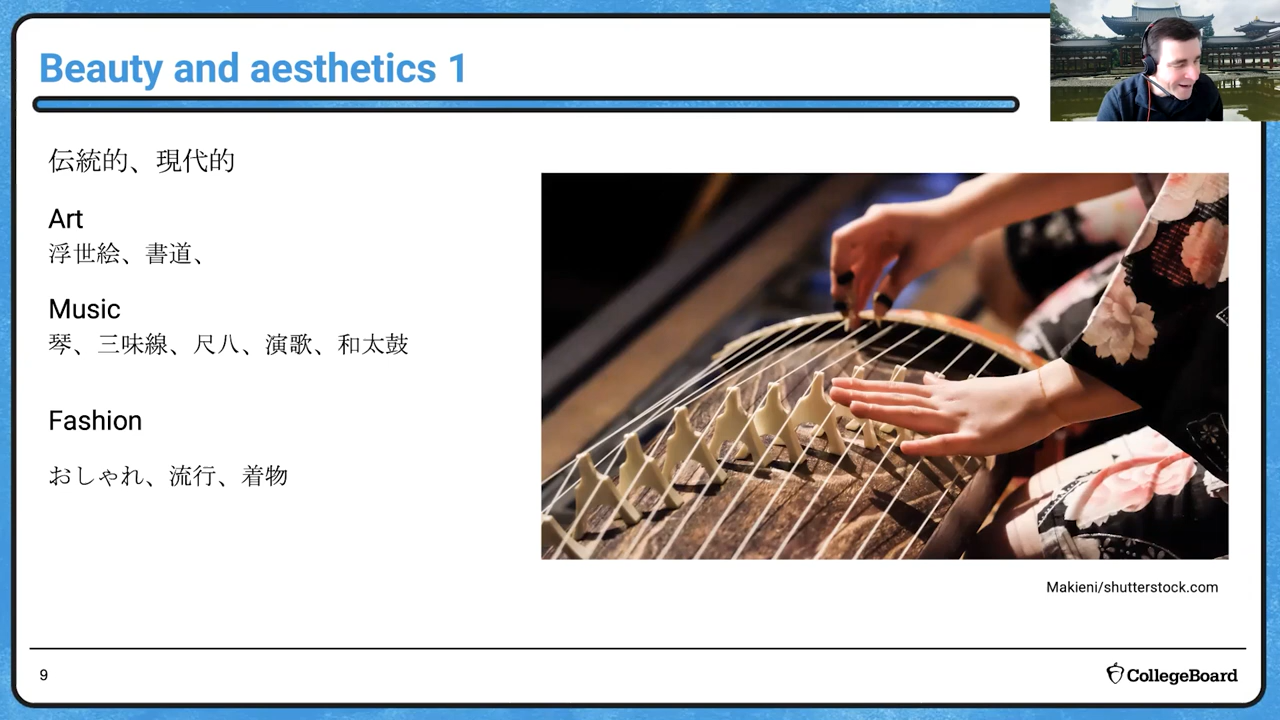 Beauty and aesthetics 1
伝統的、現代的
Art
浮世絵、書道、
Music
琴、三味線、尺八、演歌、和太鼓
Fashion
おしゃれ、流行、着物
Makieni/shutterstock.com
9
CollegeBoard